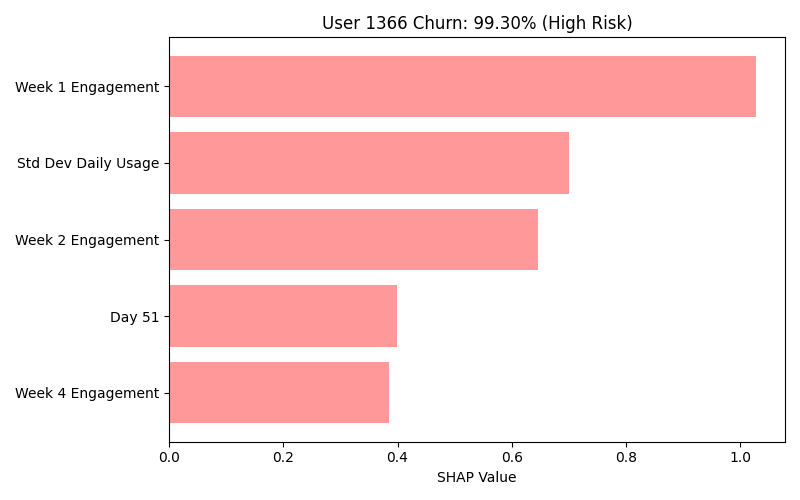 User 1366 Churn: 99.30% (High Risk)
Week 1 Engagement
Std Dev Daily Usage
Week 2 Engagement
Day 51
Week 4 Engagement
0.0 0.2 0.4 0.6 0.8 1.0
SHAP Value